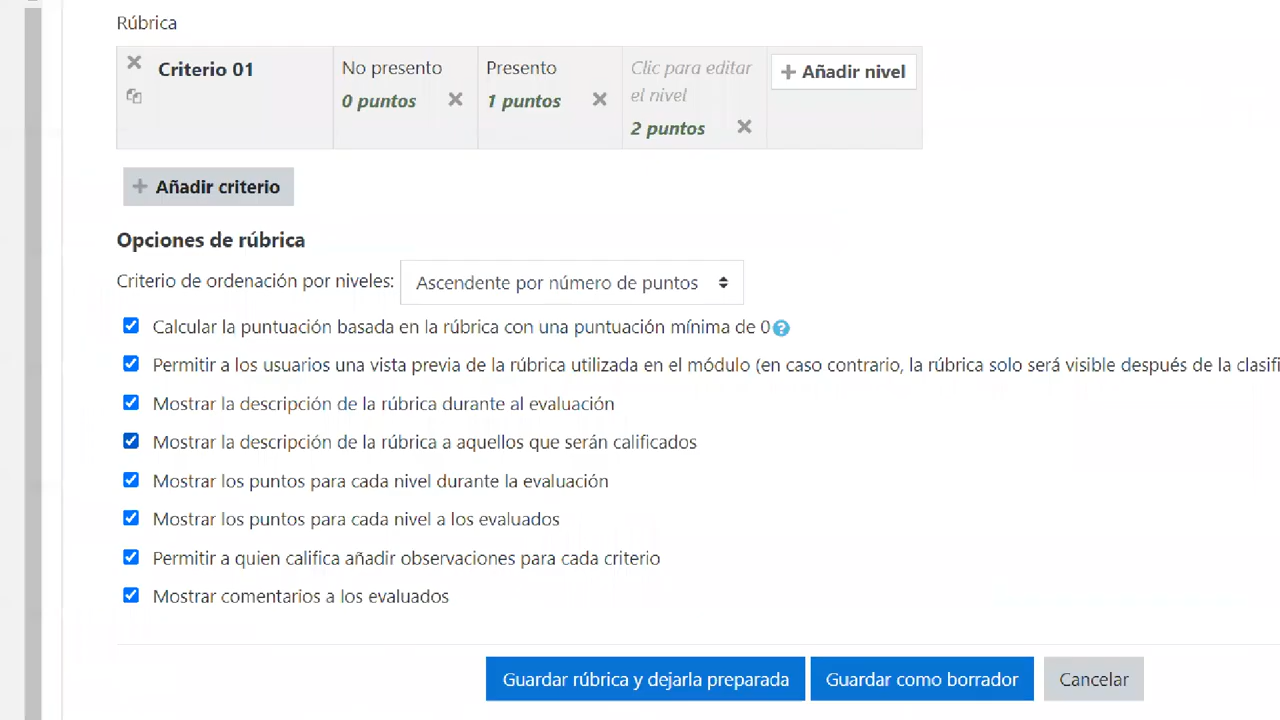 Rúbrica
Criterio 01
No presento
0 puntos
Presento
1 puntos
Clic para editar
el nivel
2 puntos
Añadir nivel
Añadir criterio
Opciones de rúbrica
Criterio de ordenación por niveles: Ascendente por número de puntos
Calcular la puntuación basada en la rúbrica con una puntuación mínima de 0
Permitir a los usuarios una vista previa de la rúbrica utilizada en el módulo (en caso contrario, la rúbrica solo será visible después de la clasifi
Mostrar la descripción de la rúbrica durante al evaluación
Mostrar la descripción de la rúbrica a aquellos que serán calificados
Mostrar los puntos para cada nivel durante la evaluación
Mostrar los puntos para cada nivel a los evaluados
Permitir a quien califica añadir observaciones para cada criterio
Mostrar comentarios a los evaluados
Guardar rúbrica y dejarla preparada
Guardar como borrador
Cancelar